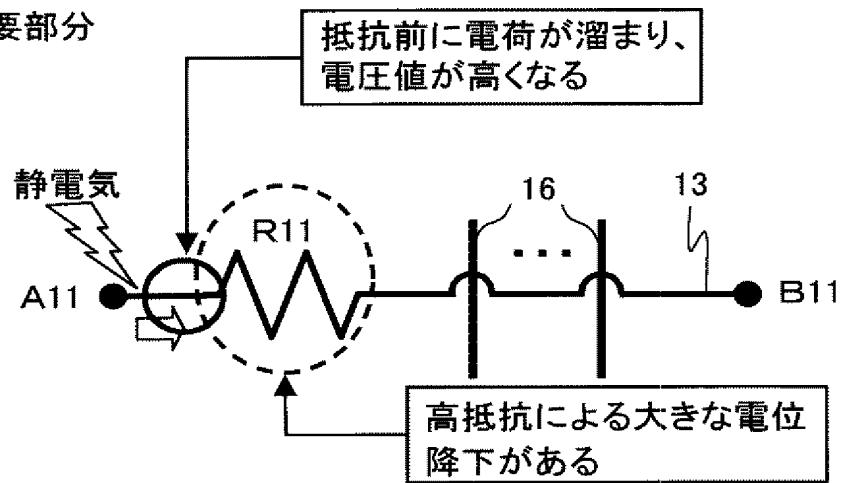 要部分
抵抗前に電荷が溜まり、
電圧値が高くなる
静電気
R11
16
13
A11
B11
高抵抗による大きな電位
降下がある